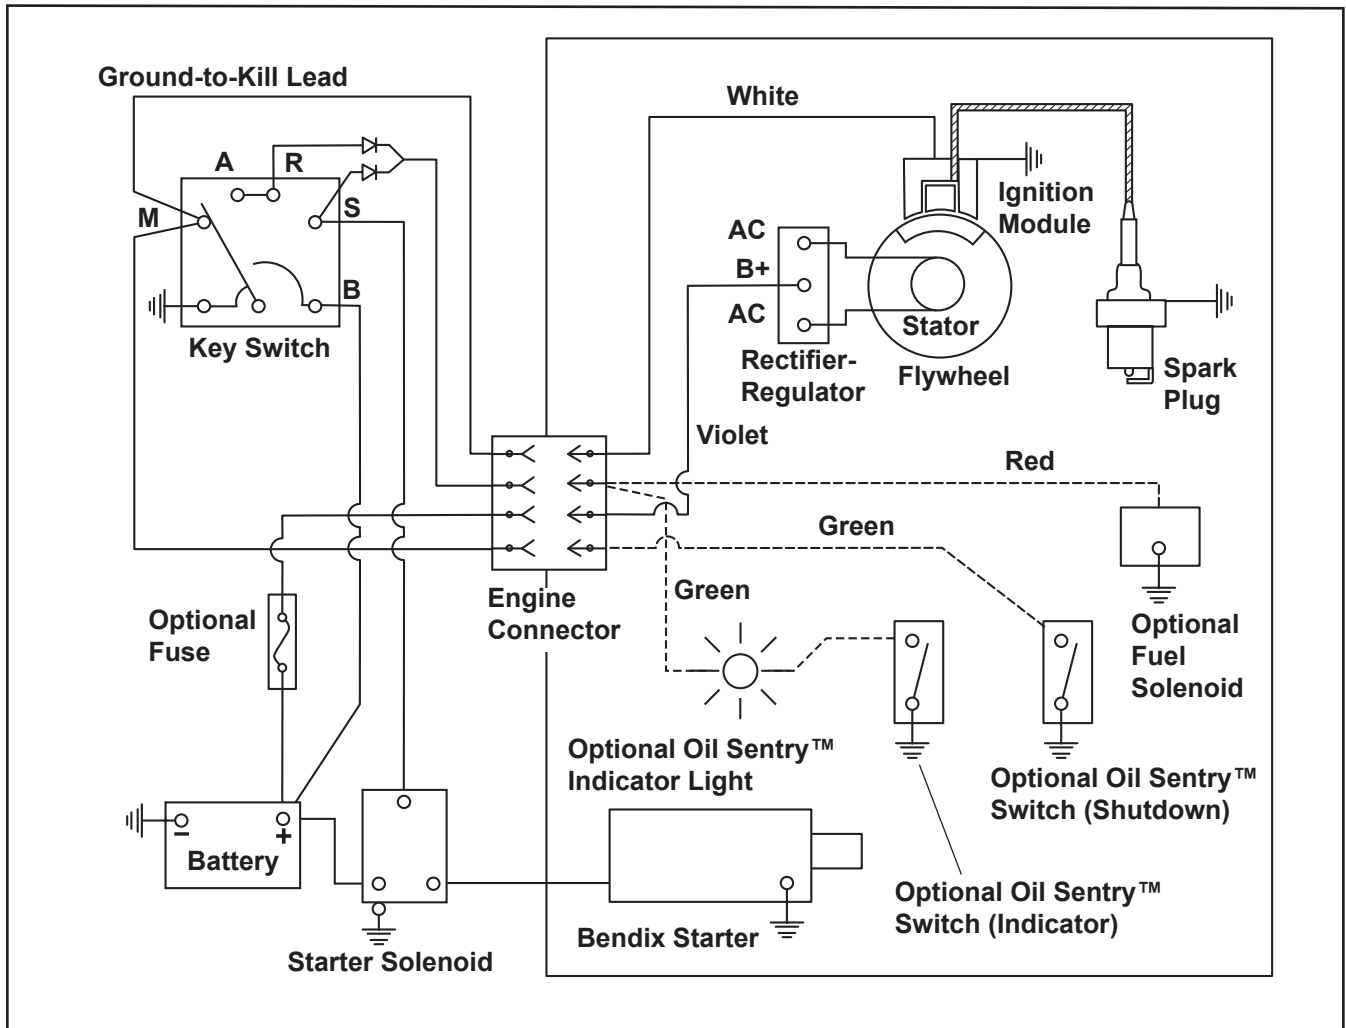 Ground-to-Kill Lead
White
A
R
M
S
B
Key Switch
AC
B+
AC
Rectifier-
Regulator
Ignition
Module
Stator
Flywheel
Spark
Plug
Violet
Red
Green
Green
Engine
Connector
Optional
Fuse
Optional
Fuel
Solenoid
Optional Oil Sentry™
Indicator Light
Optional Oil Sentry™
Switch (Shutdown)
–
+
Battery
Optional Oil Sentry™
Switch (Indicator)
Bendix Starter
Starter Solenoid